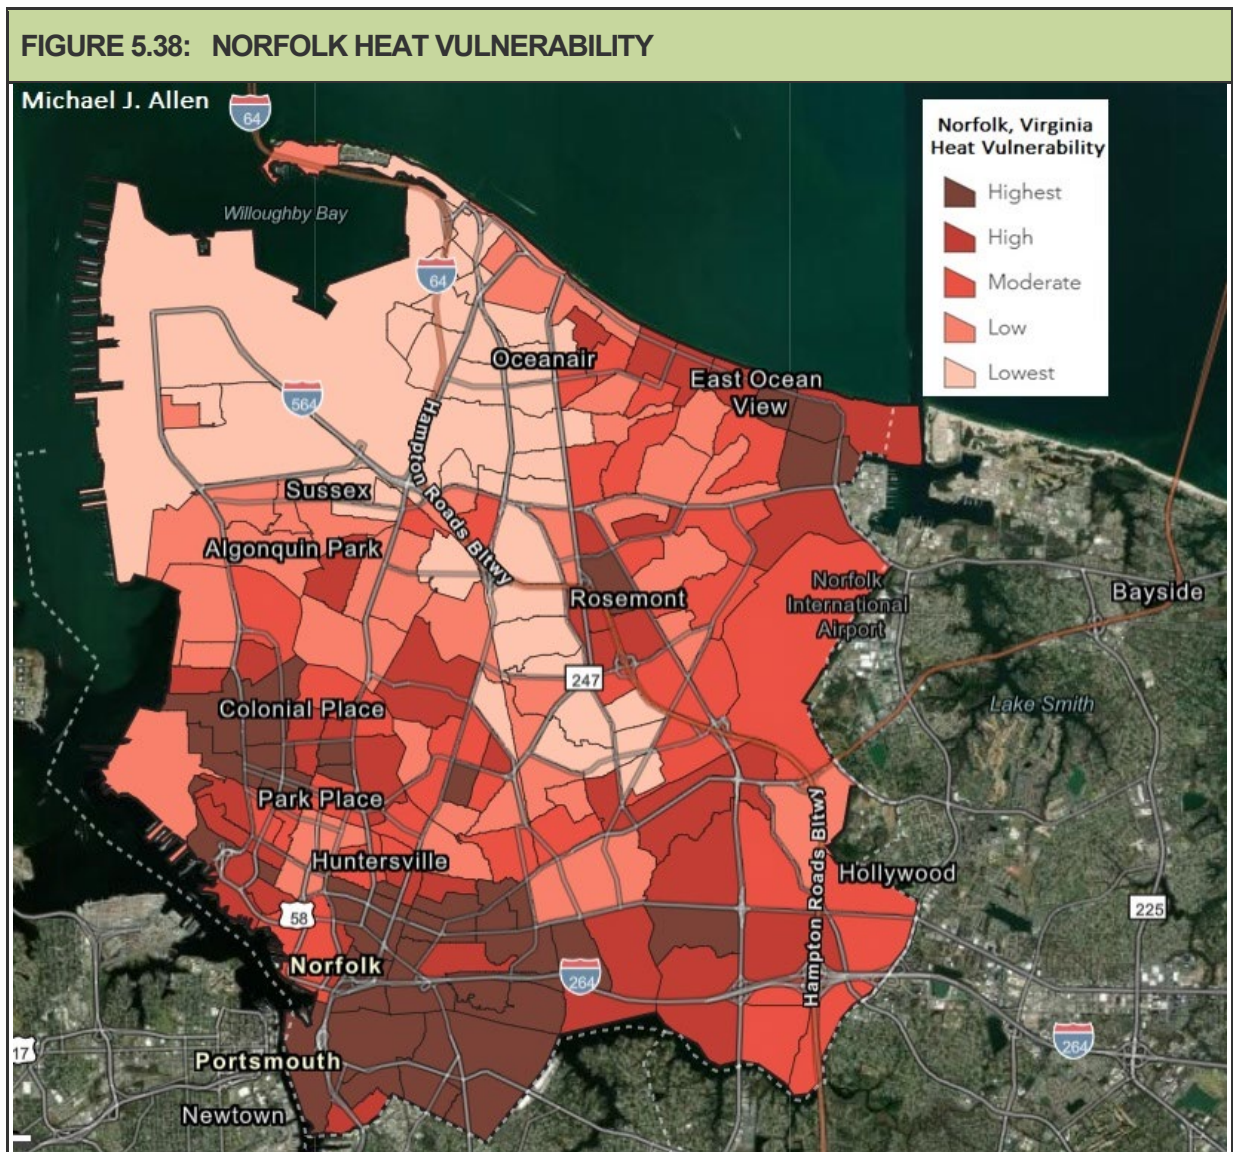 FIGURE 5.38: NORFOLK HEAT VULNERABILITY
Michael J. Allen
64
Norfolk, Virginia
Heat Vulnerability
Highest
High
Moderate
Low
Lowest
Willoughby Bay
64
Oceanair
East Ocean
View
564
Hampton Roads Bltwy
Sussex
Algonquin Park
Norfolk
International
Airport
Rosemont
Bayside
247
Colonial Place
Lake Smith
Park Place
Hampton Roads Bltwy
Huntersville
Hollywood
58
225
Norfolk
264
264
17
Portsmouth
Newtown